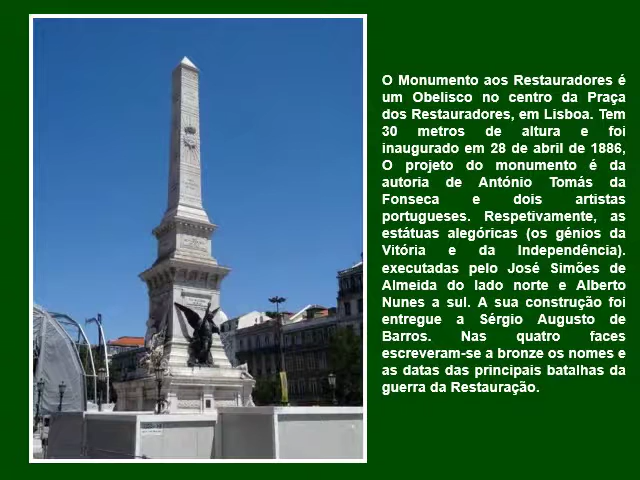 O Monumento aos Restauradores é
um Obelisco no centro da Praça
dos Restauradores, em Lisboa. Tem
30 metros de altura e foi
inaugurado em 28 de abril de 1886,
O projeto do monumento é da
autoria de António Tomás da
Fonseca e dois artistas
portugueses. Respetivamente, as
estátuas alegóricas (os génios da
Vitória e da Independência).
executadas pelo José Simões de
Almeida do lado norte e Alberto
Nunes a sul. A sua construção foi
entregue a Sérgio Augusto de
Barros. Nas quatro faces
escreveram-se a bronze os nomes e
as datas das principais batalhas da
guerra da Restauração.